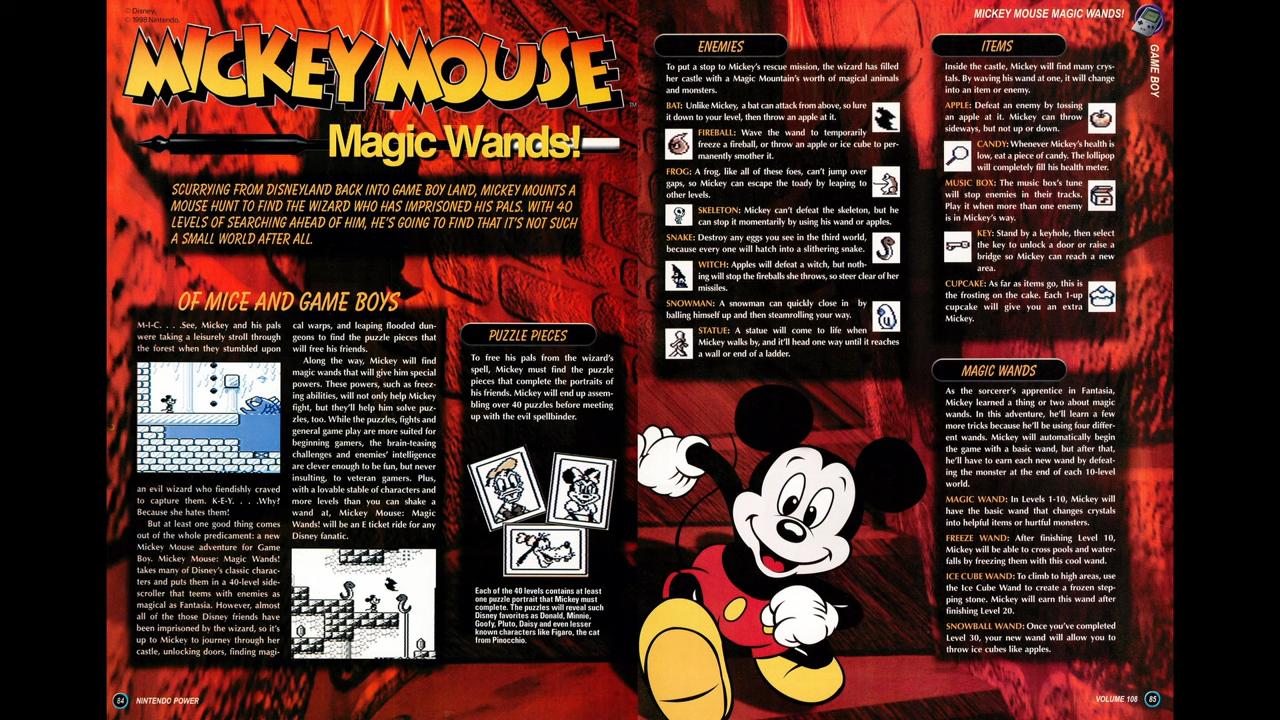 © Disney,
© 1998 Nintendo.
MICKEY MOUSE
TM
Magic Wands!
SCURRYING FROM DISNEYLAND BACK INTO GAME BOY LAND, MICKEY MOUNTS A
MOUSE HUNT TO FIND THE WIZARD WHO HAS IMPRISONED HIS PALS. WITH 40
LEVELS OF SEARCHING AHEAD OF HIM, HE'S GOING TO FIND THAT IT'S NOT SUCH
A SMALL WORLD AFTER ALL.
OF MICE AND GAME BOYS
M-I-C. . . .See, Mickey and his pals
were taking a leisurely stroll through
the forest when they stumbled upon
an evil wizard who fiendishly craved
to capture them. K-E-Y. . . .Why?
Because she hates them!
But at least one good thing comes
out of the whole predicament: a new
Mickey Mouse adventure for Game
Boy. Mickey Mouse: Magic Wands!
takes many of Disney's classic charac-
ters and puts them in a 40-level side-
scroller that teems with enemies as
magical as Fantasia. However, almost
all of the those Disney friends have
been imprisoned by the wizard, so it's
up to Mickey to journey through her
castle, unlocking doors, finding magi-
cal warps, and leaping flooded dun-
geons to find the puzzle pieces that
will free his friends.
Along the way, Mickey will find
magic wands that will give him special
powers. These powers, such as freez-
ing abilities, will not only help Mickey
fight, but they'll help him solve puz-
zles, too. While the puzzles, fights and
general game play are more suited for
beginning gamers, the brain-teasing
challenges and enemies' intelligence
are clever enough to be fun, but never
insulting, to veteran gamers. Plus,
with a lovable stable of characters and
more levels than you can shake a
wand at, Mickey Mouse: Magic
Wands! will be an E ticket ride for any
Disney fanatic.
PUZZLE PIECES
To free his pals from the wizard's
spell, Mickey must find the puzzle
pieces that complete the portraits of
his friends. Mickey will end up assem-
bling over 40 puzzles before meeting
up with the evil spellbinder.
Each of the 40 levels contains at least
one puzzle portrait that Mickey must
complete. The puzzles will reveal such
Disney favorites as Donald, Minnie,
Goofy, Pluto, Daisy and even lesser
known characters like Figaro, the cat
from Pinocchio.
84 NINTENDO POWER
MICKEY MOUSE MAGIC WANDS!
GAME BOY
ENEMIES
To put a stop to Mickey's rescue mission, the wizard has filled
her castle with a Magic Mountain's worth of magical animals
and monsters.
BAT: Unlike Mickey, a bat can attack from above, so lure
it down to your level, then throw an apple at it.
FIREBALL: Wave the wand to temporarily
freeze a fireball, or throw an apple or ice cube to per-
manently smother it.
FROG: A frog, like all of these foes, can't jump over
gaps, so Mickey can escape the toady by leaping to
other levels.
SKELETON: Mickey can't defeat the skeleton, but he
can stop it momentarily by using his wand or apples.
SNAKE: Destroy any eggs you see in the third world,
because every one will hatch into a slithering snake.
WITCH: Apples will defeat a witch, but noth-
ing will stop the fireballs she throws, so steer clear of her
missiles.
SNOWMAN: A snowman can quickly close in by
balling himself up and then steamrolling your way.
STATUE: A statue will come to life when
Mickey walks by, and it'll head one way until it reaches
a wall or end of a ladder.
ITEMS
Inside the castle, Mickey will find many crys-
tals. By waving his wand at one, it will change
into an item or enemy.
APPLE: Defeat an enemy by tossing
an apple at it. Mickey can throw
sideways, but not up or down.
CANDY: Whenever Mickey's health is
low, eat a piece of candy. The lollipop
will completely fill his health meter.
MUSIC BOX: The music box's tune
will stop enemies in their tracks.
Play it when more than one enemy
is in Mickey's way.
KEY: Stand by a keyhole, then select
the key to unlock a door or raise a
bridge so Mickey can reach a new
area.
CUPCAKE: As far as items go, this is
the frosting on the cake. Each 1-up
cupcake will give you an extra
Mickey.
MAGIC WANDS
As the sorcerer's apprentice in Fantasia,
Mickey learned a thing or two about magic
wands. In this adventure, he'll learn a few
more tricks because he'll be using four differ-
ent wands. Mickey will automatically begin
the game with a basic wand, but after that,
he'll have to earn each new wand by defeat-
ing the monster at the end of each 10-level
world.
MAGIC WAND: In Levels 1-10, Mickey will
have the basic wand that changes crystals
into helpful items or hurtful monsters.
FREEZE WAND: After finishing Level 10,
Mickey will be able to cross pools and water-
falls by freezing them with this cool wand.
ICE CUBE WAND: To climb to high areas, use
the Ice Cube Wand to create a frozen step-
ping stone. Mickey will earn this wand after
finishing Level 20.
SNOWBALL WAND: Once you've completed
Level 30, your new wand will allow you to
throw ice cubes like apples.
VOLUME 108 85